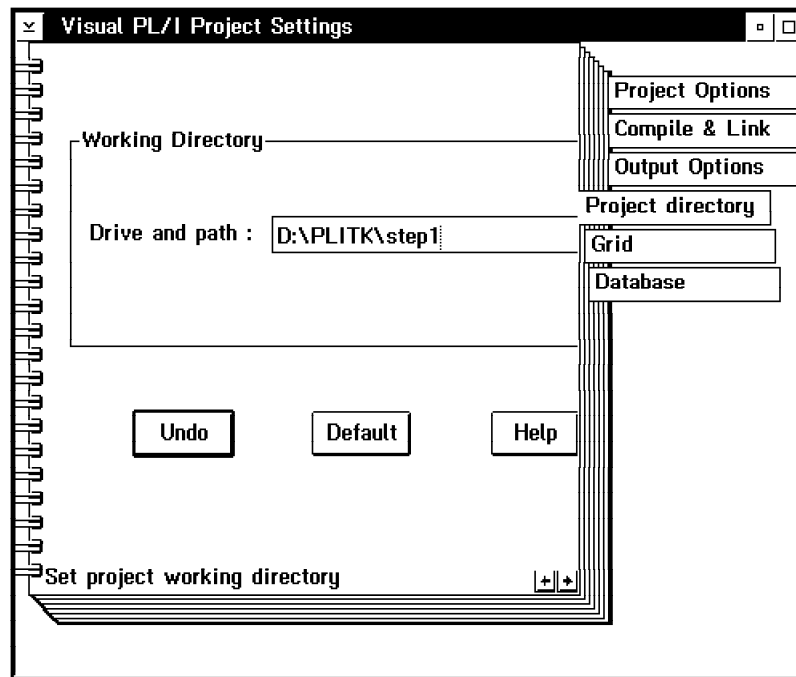 Visual PL/I Project Settings
Project Options
Compile & Link
Output Options
Project directory
Grid
Database
Working Directory
Drive and path : D:\PLITK\step1
Undo Default Help
Set project working directory